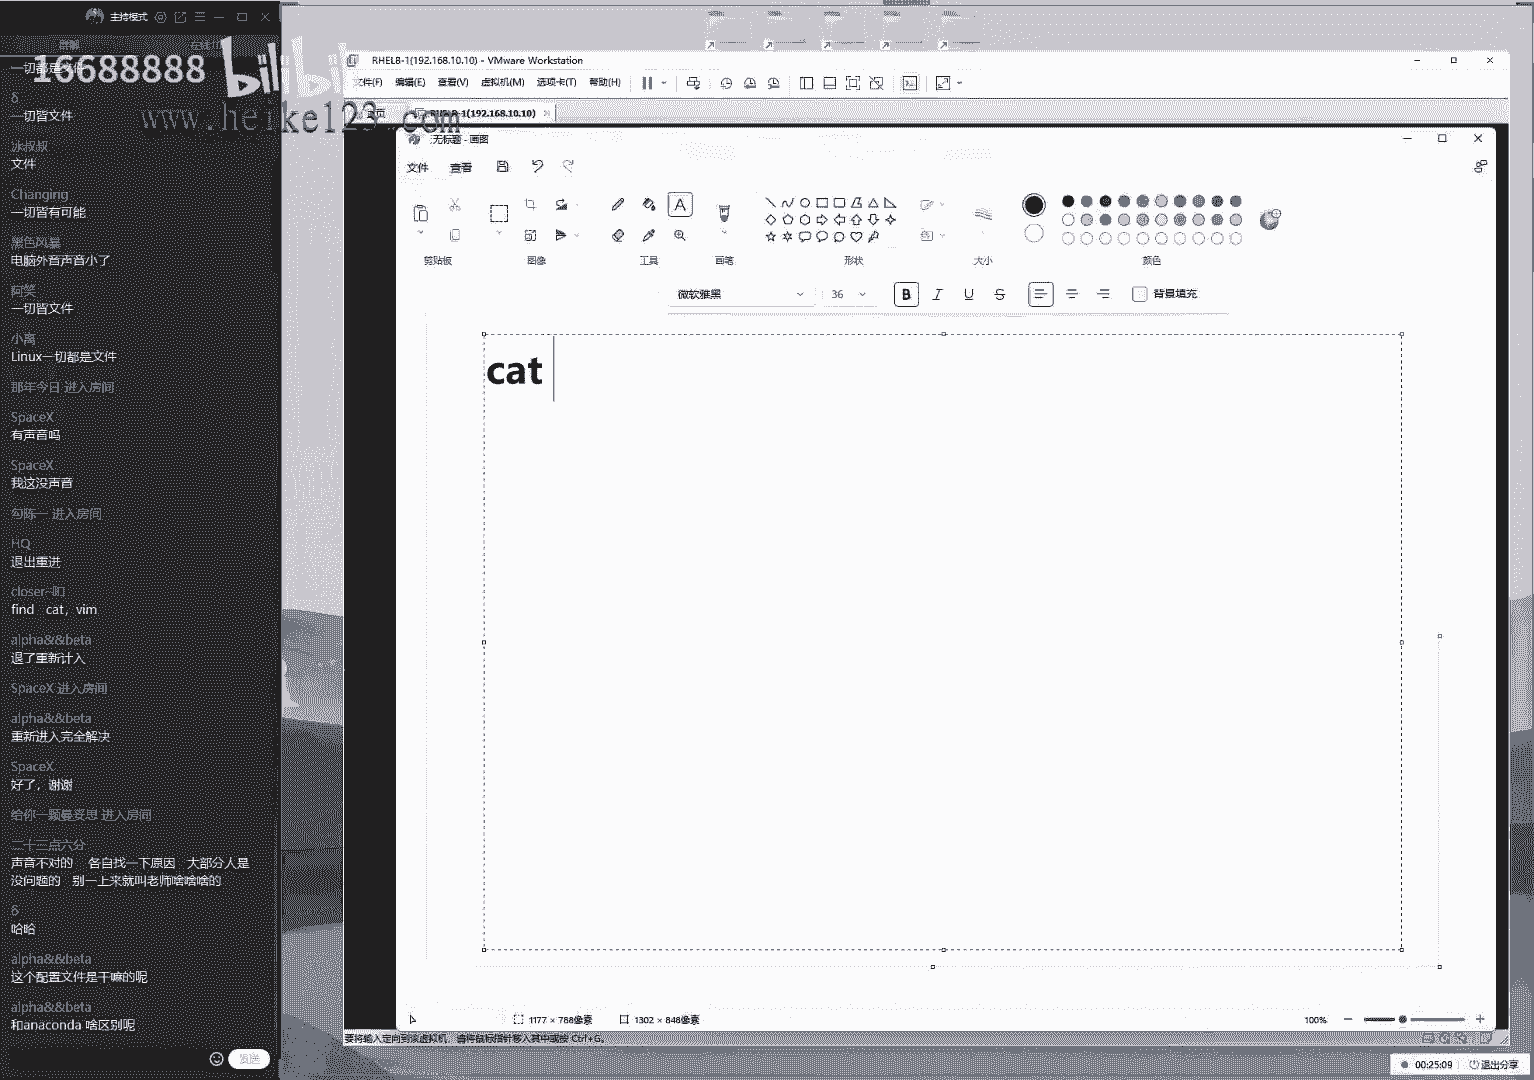 主持模式
16688888
bilibili
www.heike123.com
一切都是文件
δ
一切皆文件
冰叔叔
文件
Changing
一切皆有可能
黑色风暴
电脑外音声音小了
阿笑
一切皆文件
小离
Linux一切都是文件
那年今日 进入房间
SpaceX
有声音吗
SpaceX
我这没声音
勾陈一 进入房间
HQ
退出重进
find cat, vim
alpha&&beta
退了重新计入
SpaceX 进入房间
alpha&&beta
重新进入完全解决
SpaceX
好了，谢谢
给你一颗曼妥思 进入房间
二十三点六分
声音不对的 各自找一下原因 大部分人是
没问题的 别一上来就叫老师啥啥啥的
δ
哈哈
alpha&&beta
这个配置文件是干嘛的呢
alpha&&beta
和anaconda 啥区别呢
发送
RHEL8-1(192.168.10.10) - VMware Workstation
文件(F) 编辑(E) 查看(V) 虚拟机(M) 选项卡(T) 帮助(H)
主页 RHEL8-1(192.168.10.10)
无标题 - 画图
文件 查看
剪贴板 图像 工具 画笔 形状 大小 颜色
微软雅黑 36 B I U S 背景填充
cat
1177 × 788像素 1302 × 848像素 100%
要将输入定向到该虚拟机，请将鼠标指针移入其中或按 Ctrl+G。
00:25:09 退出分享